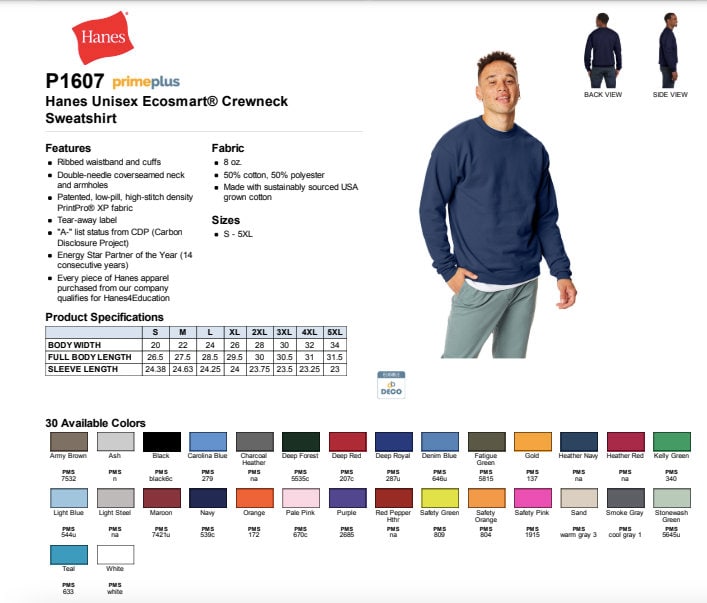 Hanes
P1607 primeplus
Hanes Unisex Ecosmart® Crewneck
Sweatshirt
BACK VIEW
SIDE VIEW
Features
Ribbed waistband and cuffs
Double-needle coverseamed neck
and armholes
Patented, low-pill, high-stitch density
PrintPro® XP fabric
Tear-away label
"A-" list status from CDP (Carbon
Disclosure Project)
Energy Star Partner of the Year (14
consecutive years)
Every piece of Hanes apparel
purchased from our company
qualifies for Hanes4Education
Fabric
8 oz.
50% cotton, 50% polyester
Made with sustainably sourced USA
grown cotton
Sizes
S - 5XL
Product Specifications
S M L XL 2XL 3XL 4XL 5XL
BODY WIDTH 20 22 24 26 28 30 32 34
FULL BODY LENGTH 26.5 27.5 28.5 29.5 30 30.5 31 31.5
SLEEVE LENGTH 24.38 24.63 24.25 24 23.75 23.5 23.25 23
DECO
30 Available Colors
Army Brown
PMS
7532
Ash
PMS
n
Black
PMS
black6c
Carolina Blue
PMS
279
Charcoal
Heather
PMS
na
Deep Forest
PMS
5535c
Deep Red
PMS
207c
Deep Royal
PMS
287u
Denim Blue
PMS
646u
Fatigue
Green
PMS
5815
Gold
PMS
137
Heather Navy
PMS
na
Heather Red
PMS
na
Kelly Green
PMS
340
Light Blue
PMS
544u
Light Steel
PMS
na
Maroon
PMS
7421u
Navy
PMS
539c
Orange
PMS
172
Pale Pink
PMS
670c
Purple
PMS
2685
Red Pepper
Hthr
PMS
na
Safety Green
PMS
809
Safety
Orange
PMS
804
Safety Pink
PMS
1915
Sand
PMS
warm gray 3
Smoke Gray
PMS
cool gray 1
Stonewash
Green
PMS
5645u
Teal
PMS
633
White
PMS
white